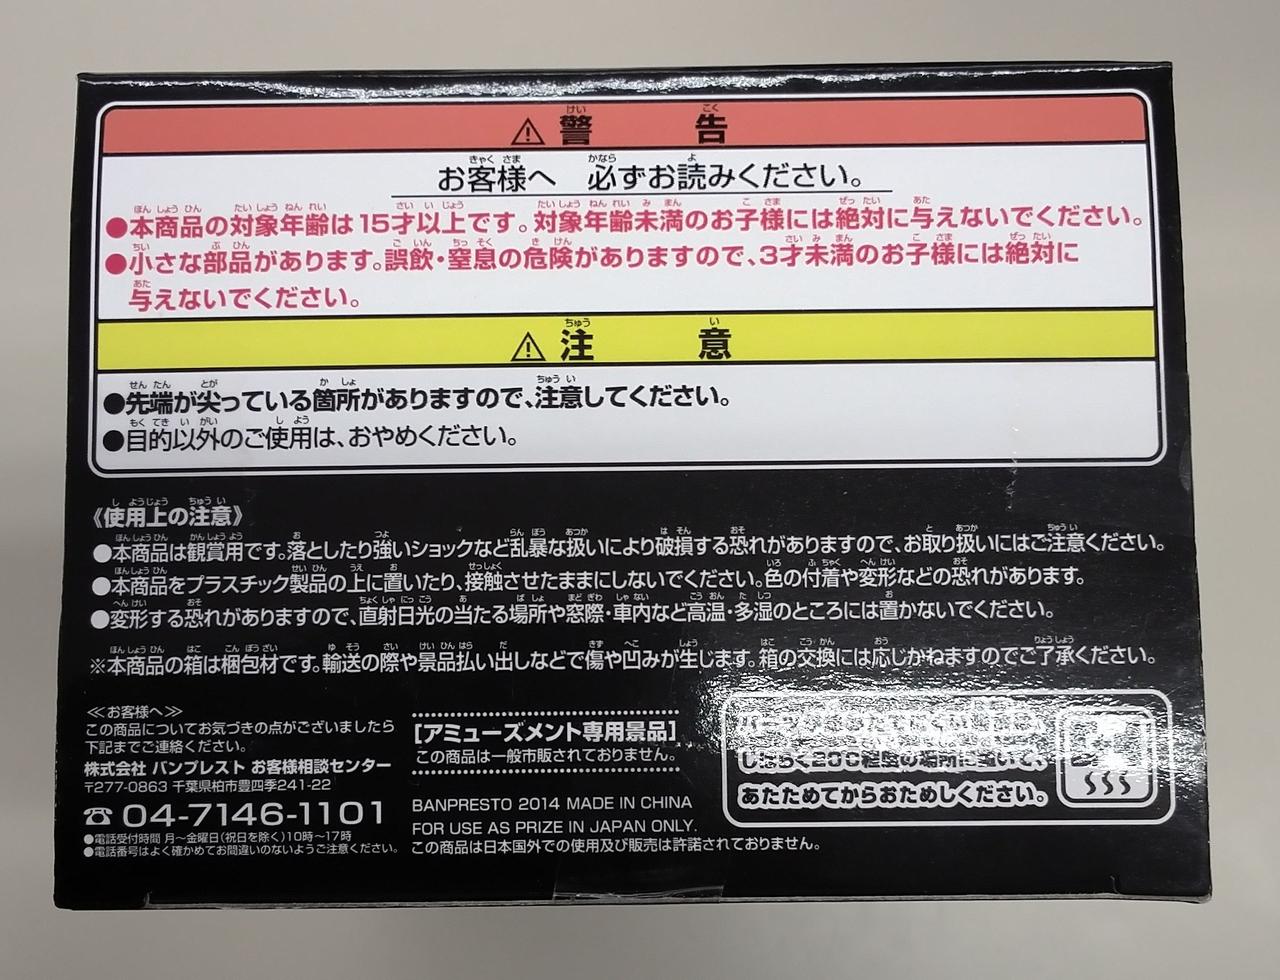 ⚠警告
お客様へ 必ずお読みください。
●本商品の対象年齢は15才以上です。対象年齢未満のお子様には絶対に与えないでください。
●小さな部品があります。誤飲・窒息の危険がありますので、3才未満のお子様には絶対に
与えないでください。
⚠注意
●先端が尖っている箇所がありますので、注意してください。
●目的以外のご使用は、おやめください。
《使用上の注意》
●本商品は観賞用です。落としたり強いショックなど乱暴な扱いにより破損する恐れがありますので、お取り扱いにはご注意ください。
●本商品をプラスチック製品の上に置いたり、接触させたままにしないでください。色の付着や変形などの恐れがあります。
●変形する恐れがありますので、直射日光の当たる場所や窓際・車内など高温・多湿のところには置かないでください。
※本商品の箱は梱包材です。輸送の際や景品払い出しなどで傷や凹みが生じます。箱の交換には応じかねますのでご了承ください。
≪お客様へ≫
この商品についてお気づきの点がございましたら
下記までご連絡ください。
株式会社 バンプレスト お客様相談センター
〒277-0863 千葉県柏市豊四季241-22
☎04-7146-1101
●電話受付時間 月〜金曜日(祝日を除く)10時〜17時
●電話番号はよく確かめてお間違いのないようご注意ください。
[アミューズメント専用景品]
この商品は一般市販されておりません。
BANPRESTO 2014 MADE IN CHINA
FOR USE AS PRIZE IN JAPAN ONLY.
この商品は日本国外での使用及び販売は許諾されておりません。
しばらく20℃程度の場所に置いて、
あたためてからおためしください。